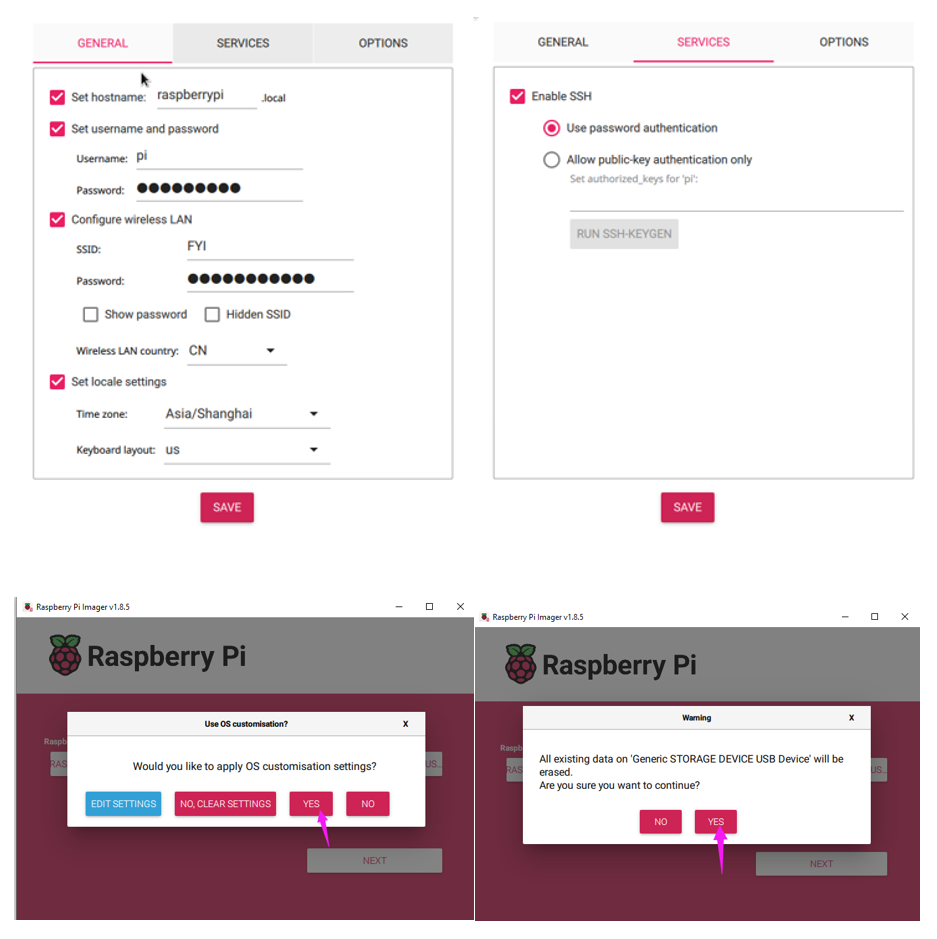 GENERAL SERVICES OPTIONS
Set hostname: raspberrypi .local
Set username and password
Username: pi
Password: ●●●●●●●●●
Configure wireless LAN
SSID: FYI
Password: ●●●●●●●●●●●
Show password Hidden SSID
Wireless LAN country: CN
Set locale settings
Time zone: Asia/Shanghai
Keyboard layout: us
SAVE
GENERAL SERVICES OPTIONS
Enable SSH
Use password authentication
Allow public-key authentication only
Set authorized_keys for 'pi':
RUN SSH-KEYGEN
SAVE
Raspberry Pi Imager v1.8.5
Raspberry Pi
Use OS customisation? X
Raspb
Would you like to apply OS customisation settings?
RAS US..
EDIT SETTINGS NO, CLEAR SETTINGS YES NO
NEXT
Raspberry Pi Imager v1.8.5
Raspberry Pi
Warning X
Raspb
All existing data on 'Generic STORAGE DEVICE USB Device' will be
erased.
RAS US..
Are you sure you want to continue?
NO YES
NEXT